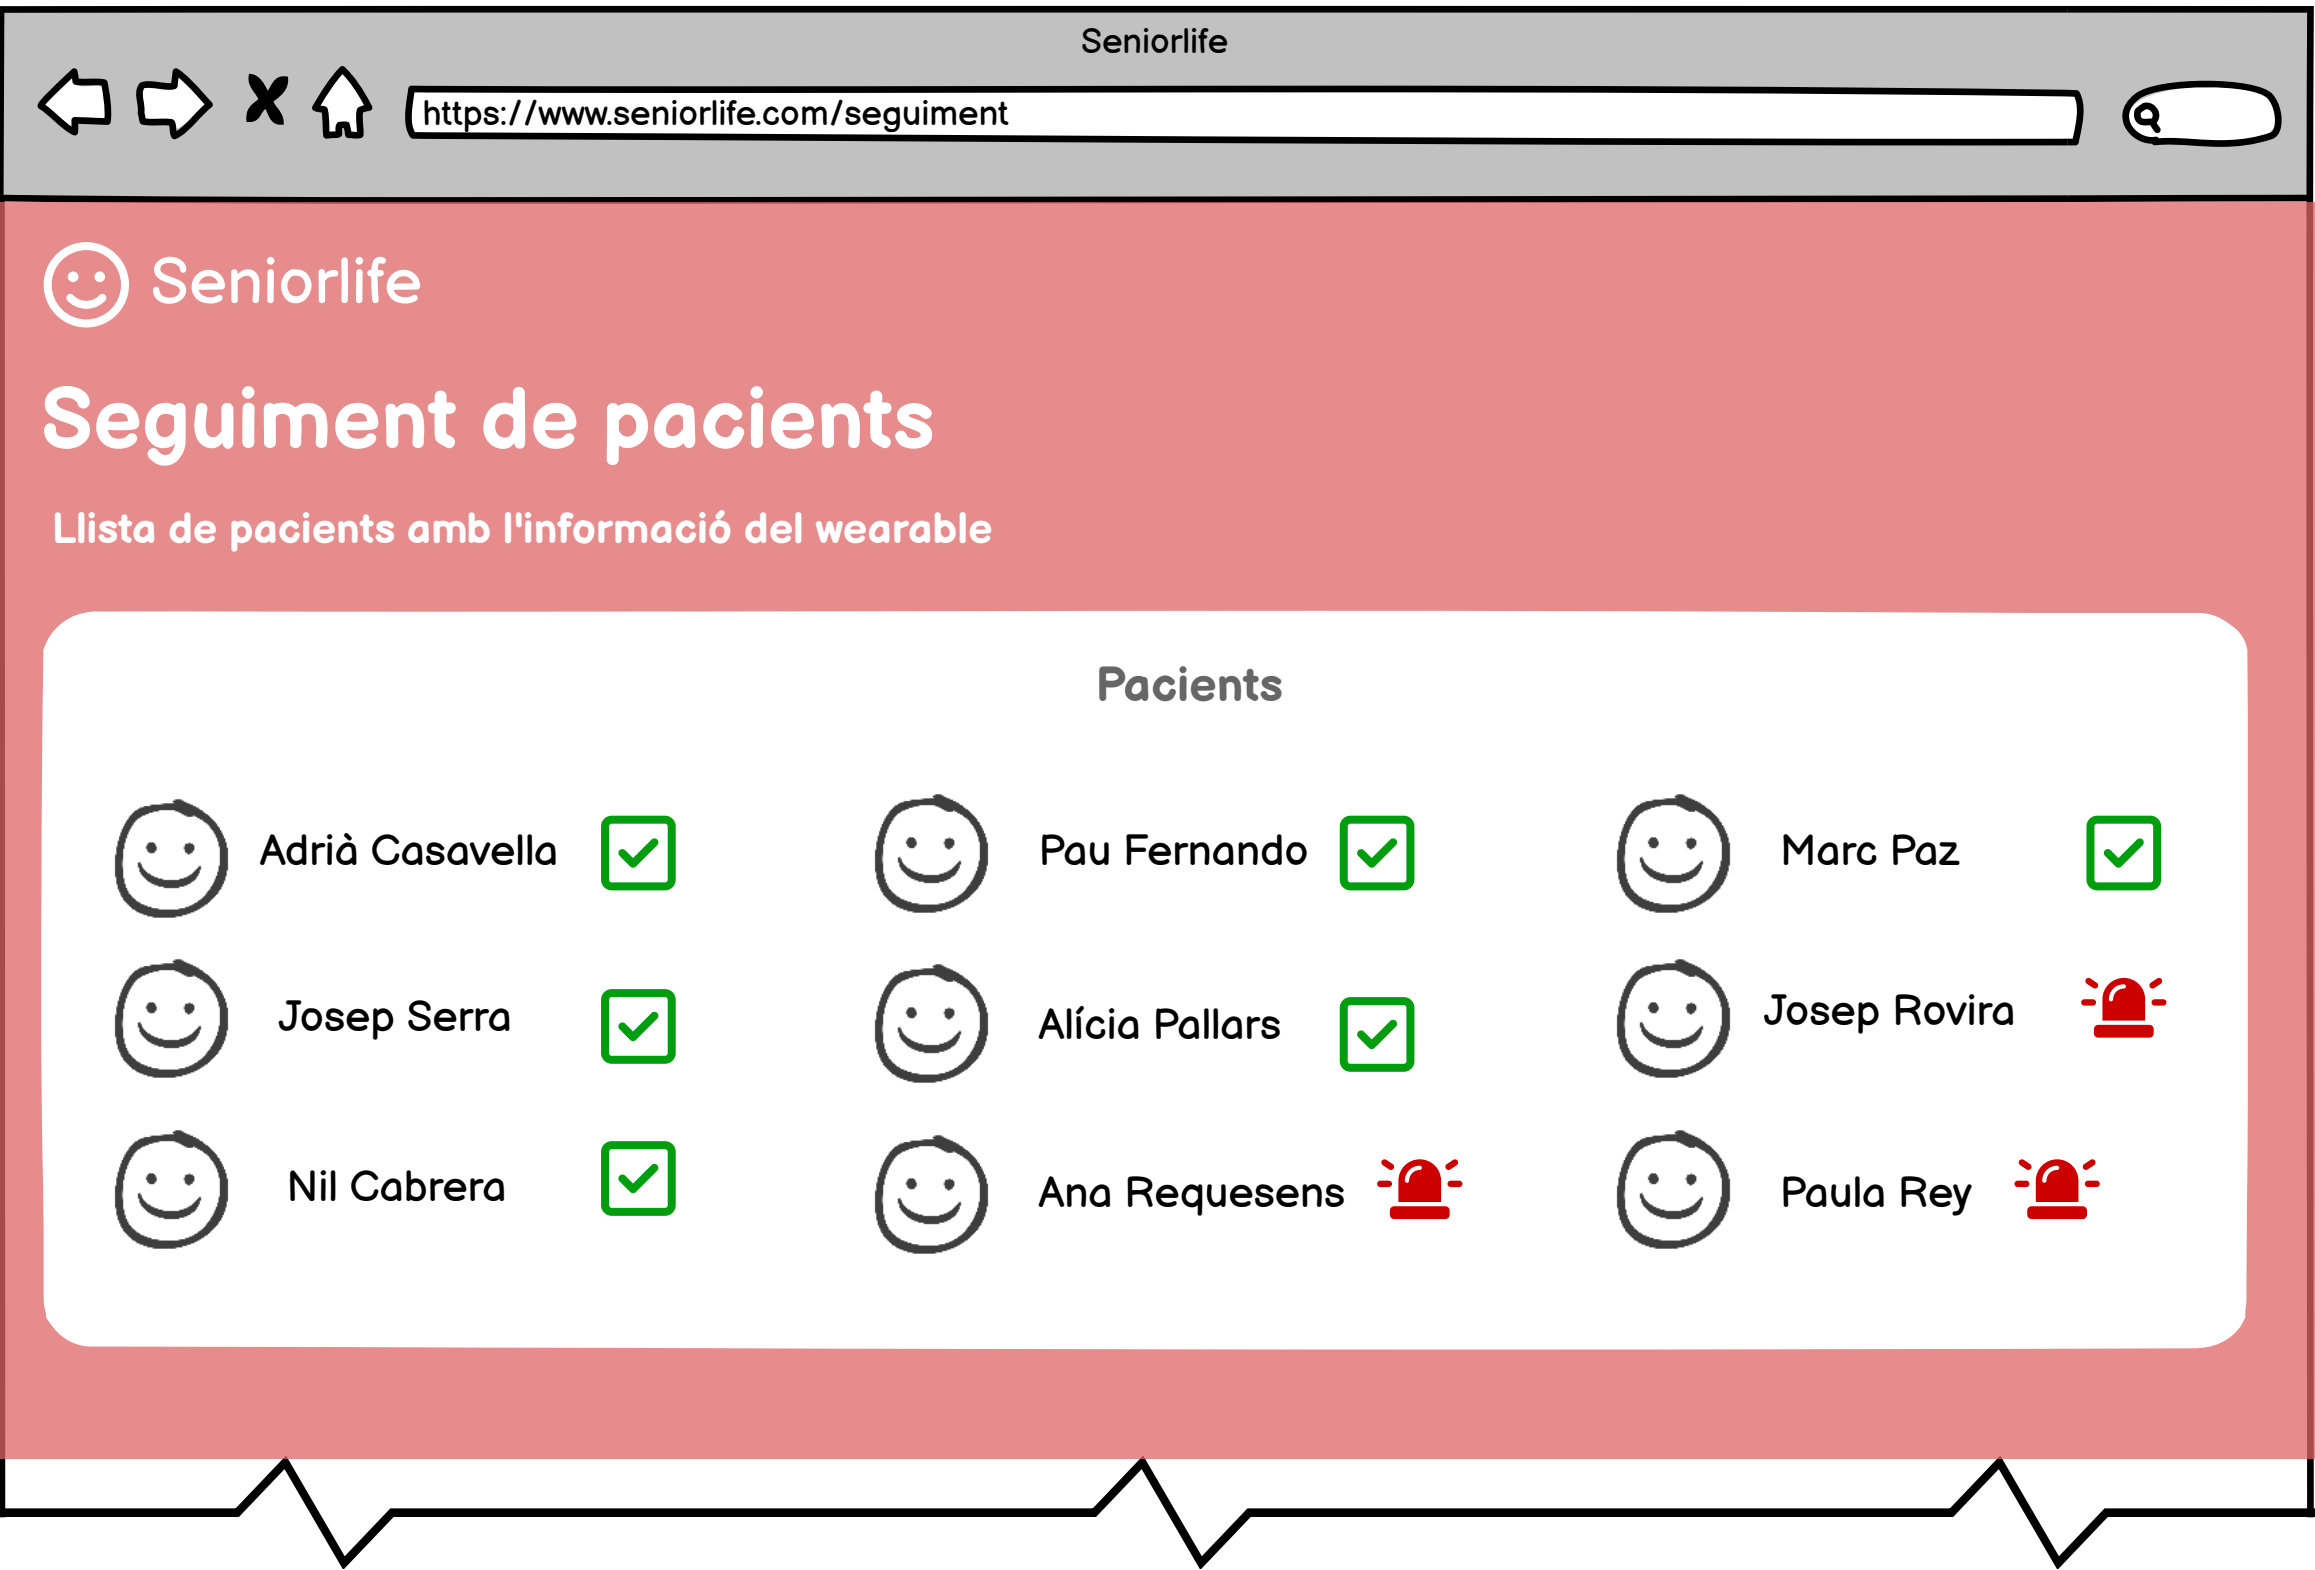 Seniorlife
https://www.seniorlife.com/seguiment
Seniorlife
Seguiment de pacients
Llista de pacients amb l'informació del wearable
Pacients
Adrià Casavella
Pau Fernando
Marc Paz
Josep Serra
Alícia Pallars
Josep Rovira
Nil Cabrera
Ana Requesens
Paula Rey